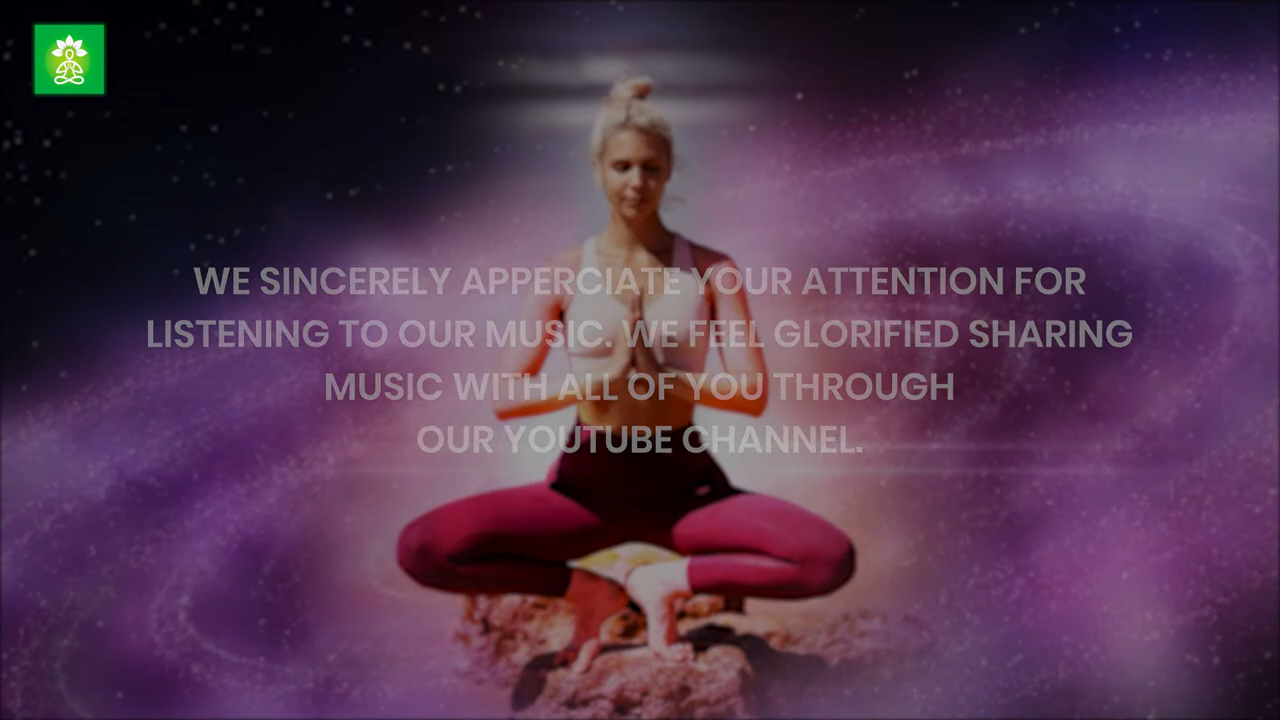 WE SINCERELY APPERCIATE YOUR ATTENTION FOR
LISTENING TO OUR MUSIC. WE FEEL GLORIFIED SHARING
MUSIC WITH ALL OF YOU THROUGH
OUR YOUTUBE CHANNEL.